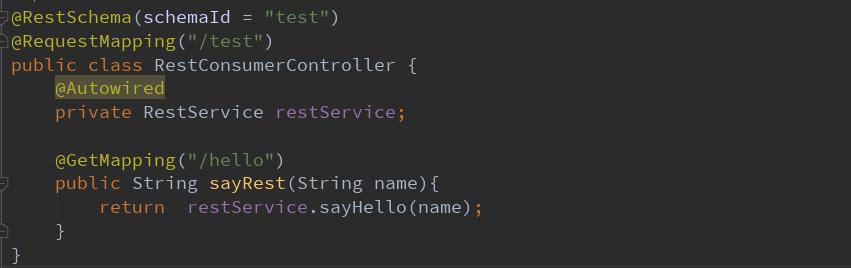 @RestSchema(schemaId = "test")
@RequestMapping("/test")
public class RestConsumerController {
    @Autowired
    private RestService restService;

    @GetMapping("/hello")
    public String sayRest(String name){
        return  restService.sayHello(name);
    }
}